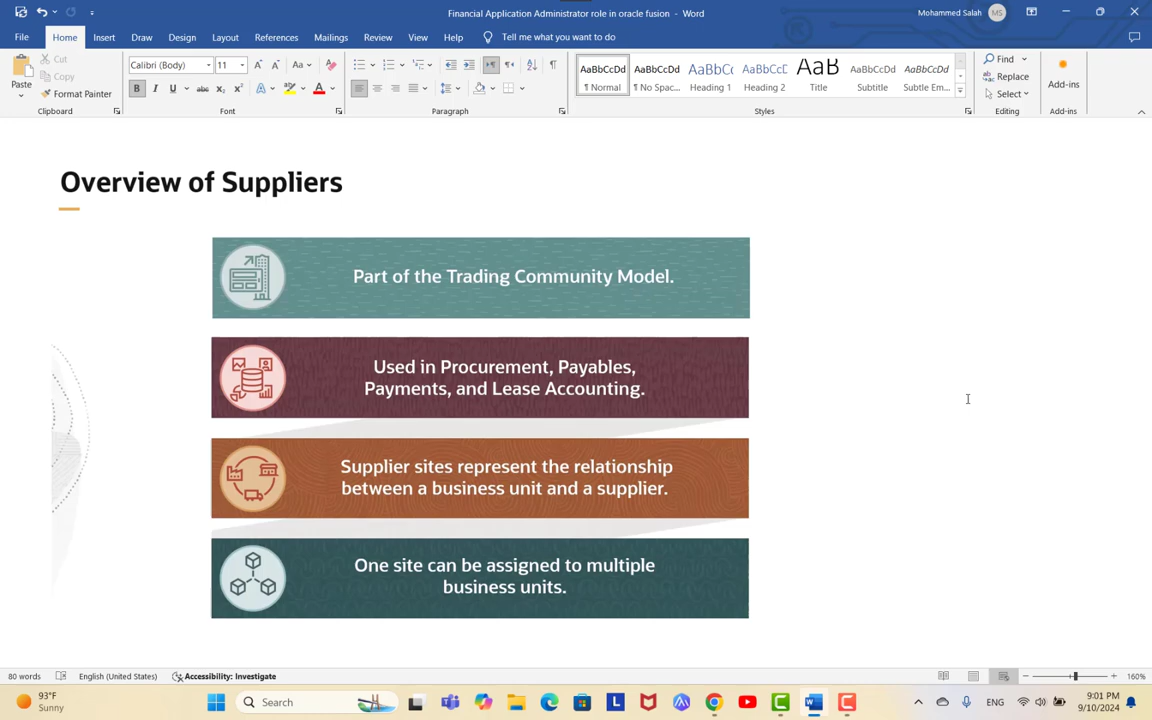 Financial Application Administrator role in oracle fusion - Word
Mohammed Salah MS
File Home Insert Draw Design Layout References Mailings Review View Help Tell me what you want to do
Paste
Cut
Copy
Format Painter
Clipboard
Calibri (Body) 11
Font
Paragraph
AaBbCcDd AaBbCcDd AaBbCc AaBbCcD AaB AaBbCcD AaBbCcDd
¶ Normal ¶ No Spac... Heading 1 Heading 2 Title Subtitle Subtle Em...
Styles
Find
Replace
Select
Editing
Add-ins
Add-ins
Overview of Suppliers
Part of the Trading Community Model.
Used in Procurement, Payables,
Payments, and Lease Accounting.
Supplier sites represent the relationship
between a business unit and a supplier.
One site can be assigned to multiple
business units.
80 words English (United States) Accessibility: Investigate 160%
93°F
Sunny
Search
ENG
9:01 PM
9/10/2024